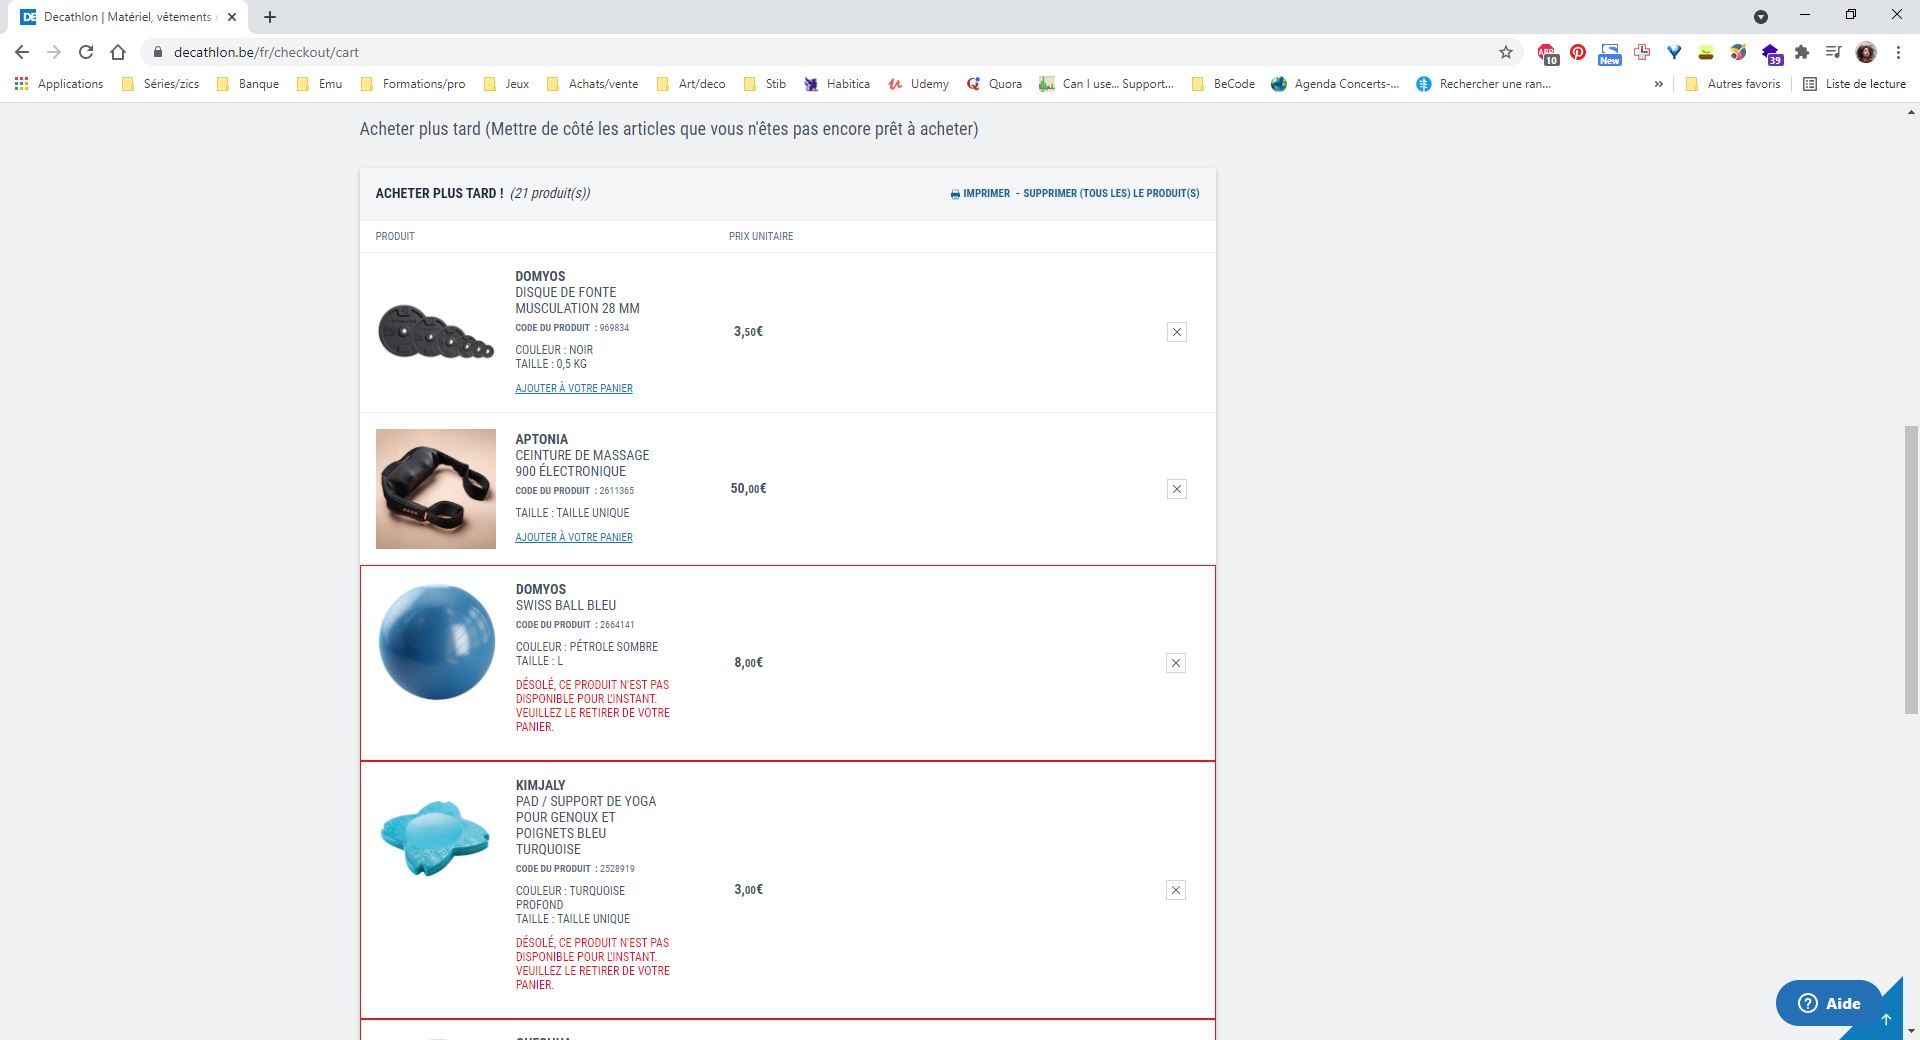 Decathlon | Matériel, vêtements
decathlon.be/fr/checkout/cart
10
New
39
Applications
Séries/zics
Banque
Emu
Formations/pro
Jeux
Achats/vente
Art/deco
Stib
Habitica
Udemy
Quora
Can I use... Support...
BeCode
Agenda Concerts-...
Rechercher une ran...
»
Autres favoris
Liste de lecture
Acheter plus tard (Mettre de côté les articles que vous n'êtes pas encore prêt à acheter)
ACHETER PLUS TARD ! (21 produit(s))
IMPRIMER - SUPPRIMER (TOUS LES) LE PRODUIT(S)
PRODUIT
PRIX UNITAIRE
DOMYOS
DISQUE DE FONTE
MUSCULATION 28 MM
CODE DU PRODUIT : 969834
COULEUR : NOIR
TAILLE : 0,5 KG
AJOUTER À VOTRE PANIER
3,50€
APTONIA
CEINTURE DE MASSAGE
900 ÉLECTRONIQUE
CODE DU PRODUIT : 2611365
TAILLE : TAILLE UNIQUE
AJOUTER À VOTRE PANIER
50,00€
DOMYOS
SWISS BALL BLEU
CODE DU PRODUIT : 2664141
COULEUR : PÉTROLE SOMBRE
TAILLE : L
DÉSOLÉ, CE PRODUIT N'EST PAS
DISPONIBLE POUR L'INSTANT.
VEUILLEZ LE RETIRER DE VOTRE
PANIER.
8,00€
KIMJALY
PAD / SUPPORT DE YOGA
POUR GENOUX ET
POIGNETS BLEU
TURQUOISE
CODE DU PRODUIT : 2528919
COULEUR : TURQUOISE
PROFOND
TAILLE : TAILLE UNIQUE
DÉSOLÉ, CE PRODUIT N'EST PAS
DISPONIBLE POUR L'INSTANT.
VEUILLEZ LE RETIRER DE VOTRE
PANIER.
3,00€
Aide